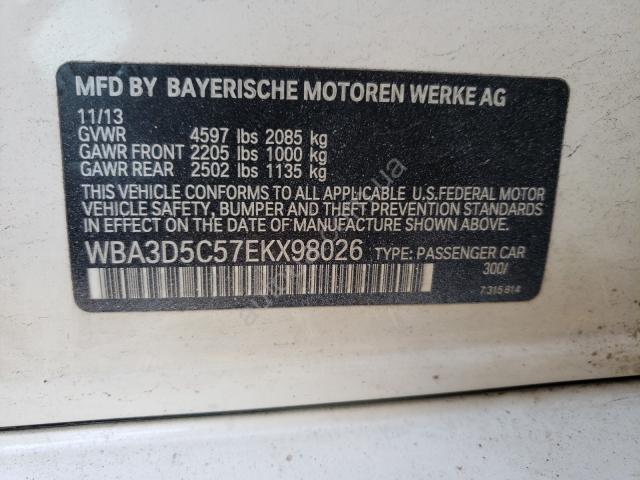 MFD BY BAYERISCHE MOTOREN WERKE AG
11/13
GVWR 4597 lbs 2085 kg
GAWR FRONT 2205 lbs 1000 kg
GAWR REAR 2502 lbs 1135 kg
THIS VEHICLE CONFORMS TO ALL APPLICABLE U.S.FEDERAL MOTOR
VEHICLE SAFETY, BUMPER, AND THEFT PREVENTION STANDARDS
IN EFFECT ON THE DATE OF MANUFACTURE SHOWN ABOVE.
WBA3D5C57EKX98026 TYPE: PASSENGER CAR
300/
7 315 814